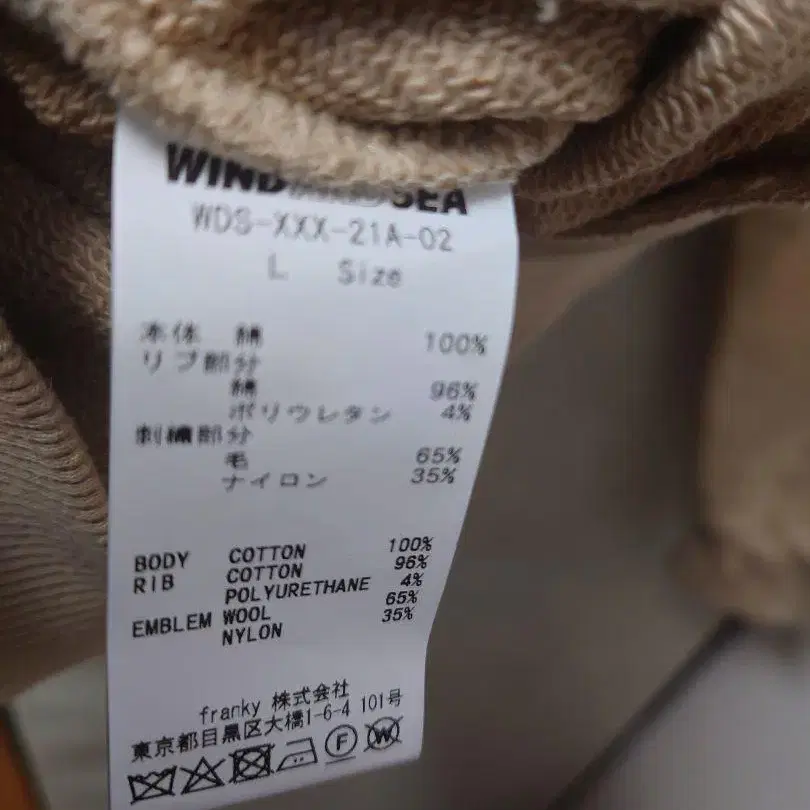 WIND AND SEA
WDS-XXX-21A-02
L Size
本体 綿 100%
リブ部分
綿 96%
ポリウレタン 4%
刺繍部分
毛 65%
ナイロン 35%
BODY COTTON 100%
RIB COTTON 96%
POLYURETHANE 4%
EMBLEM WOOL 65%
NYLON 35%
franky 株式会社
東京都目黒区大橋1-6-4 101号
F W